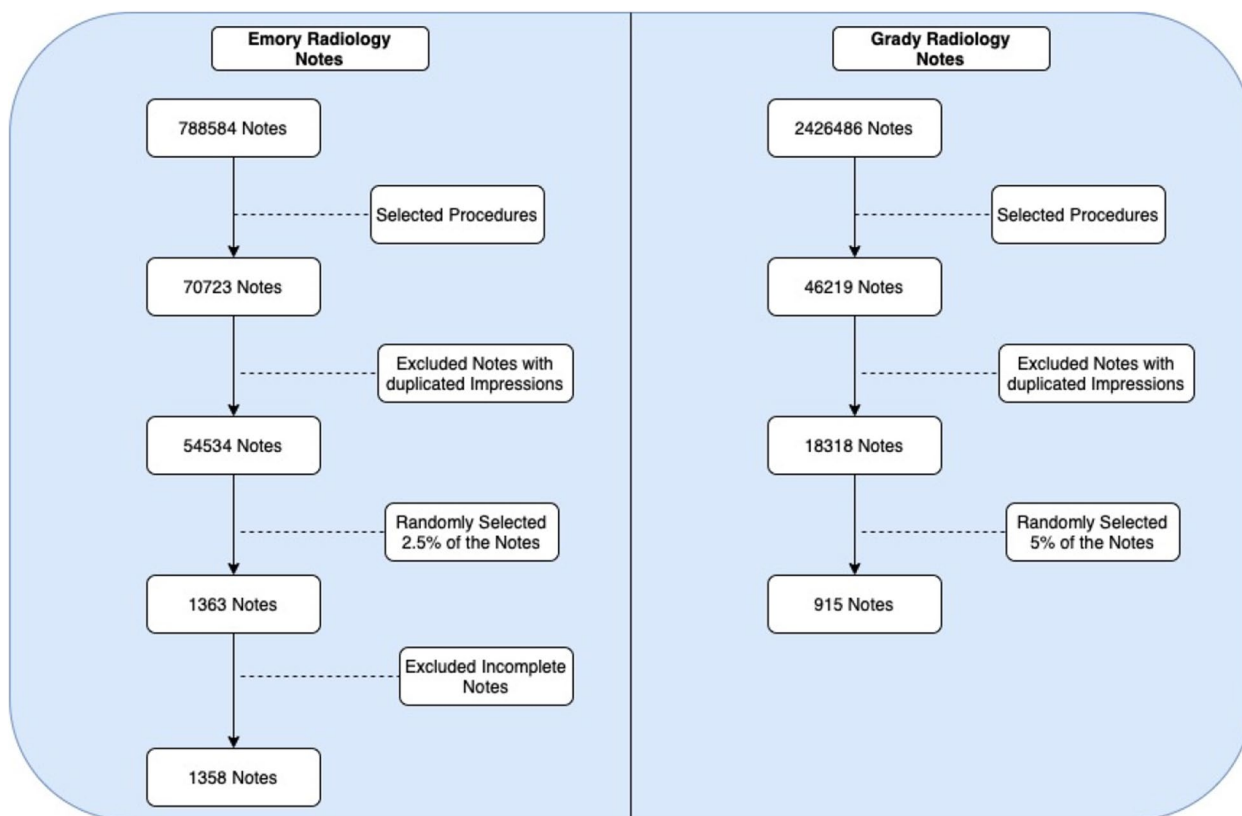 Emory Radiology
Notes
788584 Notes
Selected Procedures
70723 Notes
Excluded Notes with
duplicated Impressions
54534 Notes
Randomly Selected
2.5% of the Notes
1363 Notes
Excluded Incomplete
Notes
1358 Notes
Grady Radiology
Notes
2426486 Notes
Selected Procedures
46219 Notes
Excluded Notes with
duplicated Impressions
18318 Notes
Randomly Selected
5% of the Notes
915 Notes